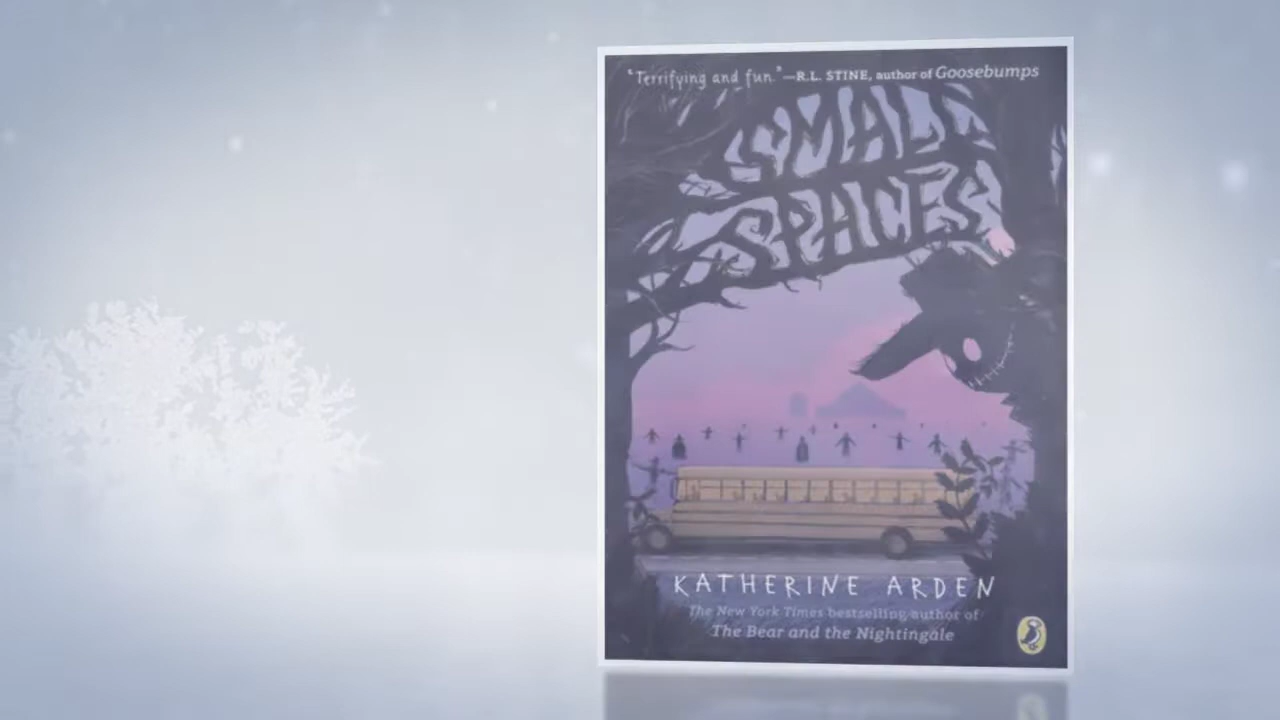 "Terrifying and fun."—R.L. STINE, author of Goosebumps
SMALL
SPACES
KATHERINE ARDEN
The New York Times bestselling author of
The Bear and the Nightingale